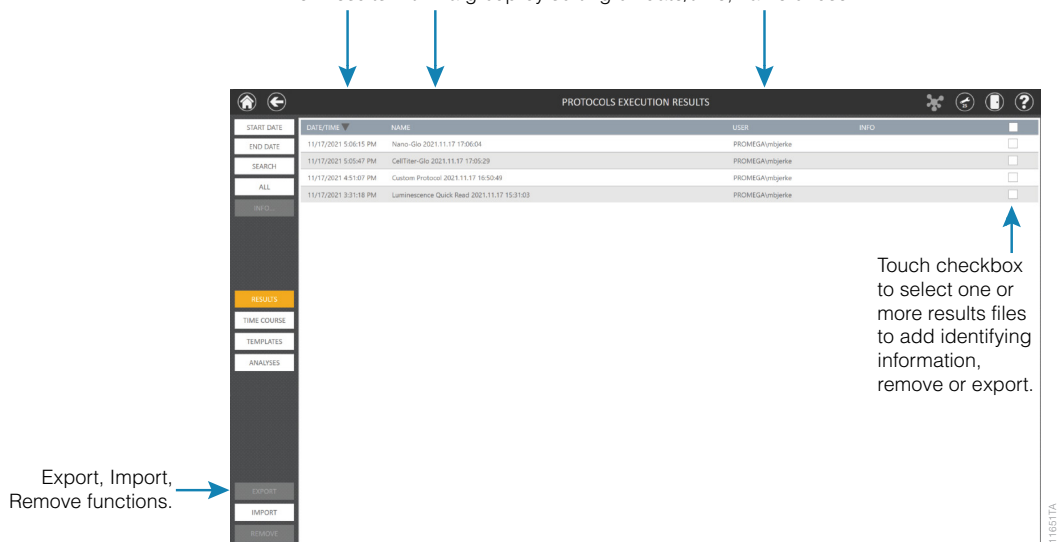 PROTOCOLS EXECUTION RESULTS
?
START DATE
END DATE
SEARCH
ALL
INFO...
RESULTS
TIME COURSE
TEMPLATES
ANALYSES
EXPORT
IMPORT
REMOVE
DATE/TIME NAME USER INFO
11/17/2021 5:06:15 PM Nano-Glo 2021.11.17 17:06:04 PROMEGA\mbjerke
11/17/2021 5:05:47 PM CellTiter-Glo 2021.11.17 17:05:29 PROMEGA\mbjerke
11/17/2021 4:51:07 PM Custom Protocol 2021.11.17 16:50:49 PROMEGA\mbjerke
11/17/2021 3:31:18 PM Luminescence Quick Read 2021.11.17 15:31:03 PROMEGA\mbjerke
Touch checkbox
to select one or
more results files
to add identifying
information,
remove or export.
Export, Import,
Remove functions.
11651TA